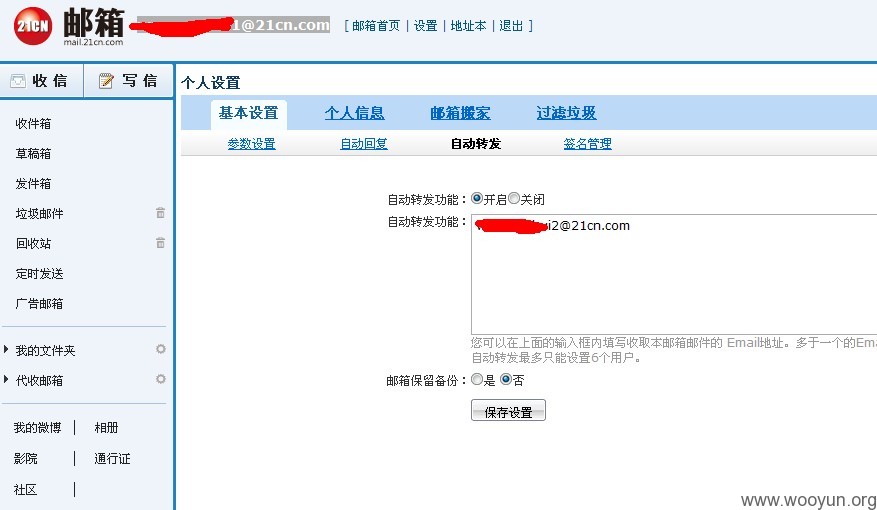 21CN 邮箱
mail.21cn.com
1@21cn.com [ 邮箱首页 | 设置 | 地址本 | 退出 ]
收信 写信
收件箱
草稿箱
发件箱
垃圾邮件
回收站
定时发送
广告邮箱
我的文件夹
代收邮箱
我的微博 | 相册
影院 | 通行证
社区 |
个人设置
基本设置 个人信息 邮箱搬家 过滤垃圾
参数设置 自动回复 自动转发 签名管理
自动转发功能：开启 关闭
自动转发功能：
i2@21cn.com
您可以在上面的输入框内填写收取本邮箱邮件的 Email地址。多于一个的Ema
自动转发最多只能设置6个用户。
邮箱保留备份：是 否
保存设置
www.wooyun.org